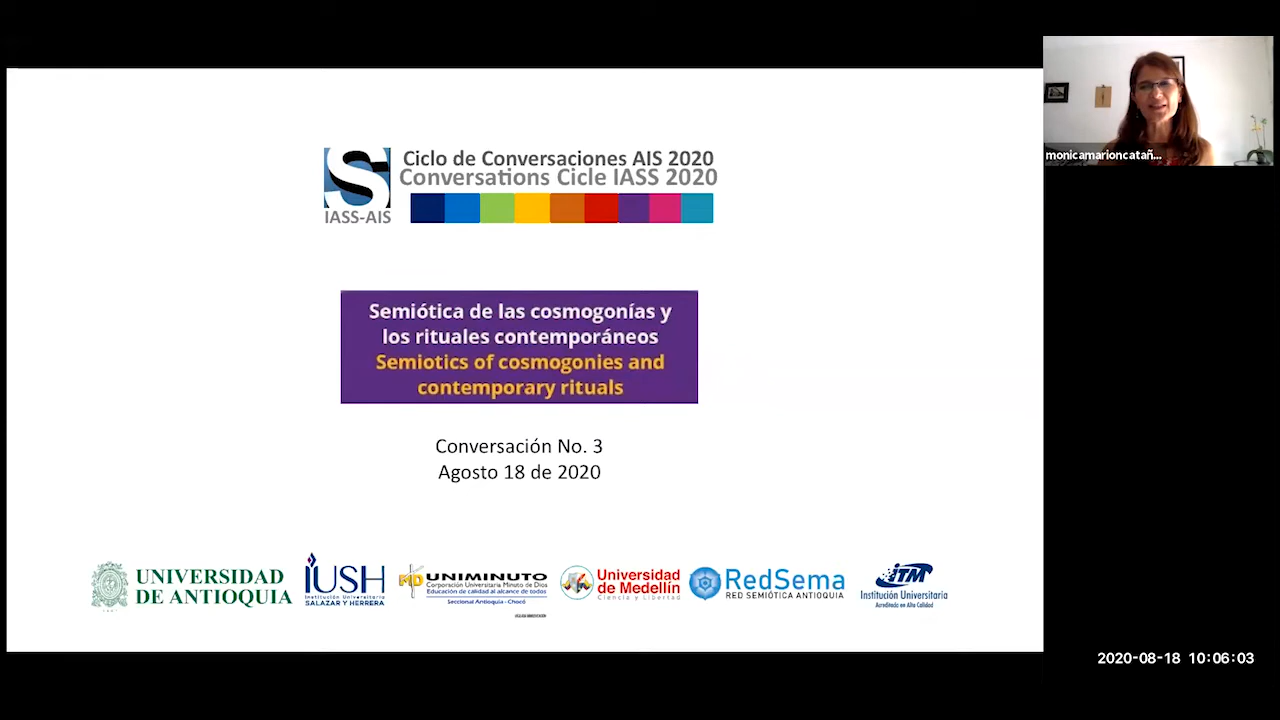 monicamarioncatañ...
Ciclo de Conversaciones AIS 2020
Conversations Cicle IASS 2020
S
IASS-AIS
Semiótica de las cosmogonías y
los rituales contemporáneos
Semiotics of cosmogonies and
contemporary rituals
Conversación No. 3
Agosto 18 de 2020
UNIVERSIDAD
DE ANTIOQUIA
IUSH
Institución Universitaria
SALAZAR Y HERRERA
MD
UNIMINUTO
Corporación Universitaria Minuto de Dios
Educación de calidad al alcance de todos
Seccional Antioquia - Chocó
Universidad
de Medellín
Ciencia y Libertad
RedSema
RED SEMIÓTICA ANTIOQUIA
ITM
Institución Universitaria
Acreditada en Alta Calidad
2020-08-18 10:06:03